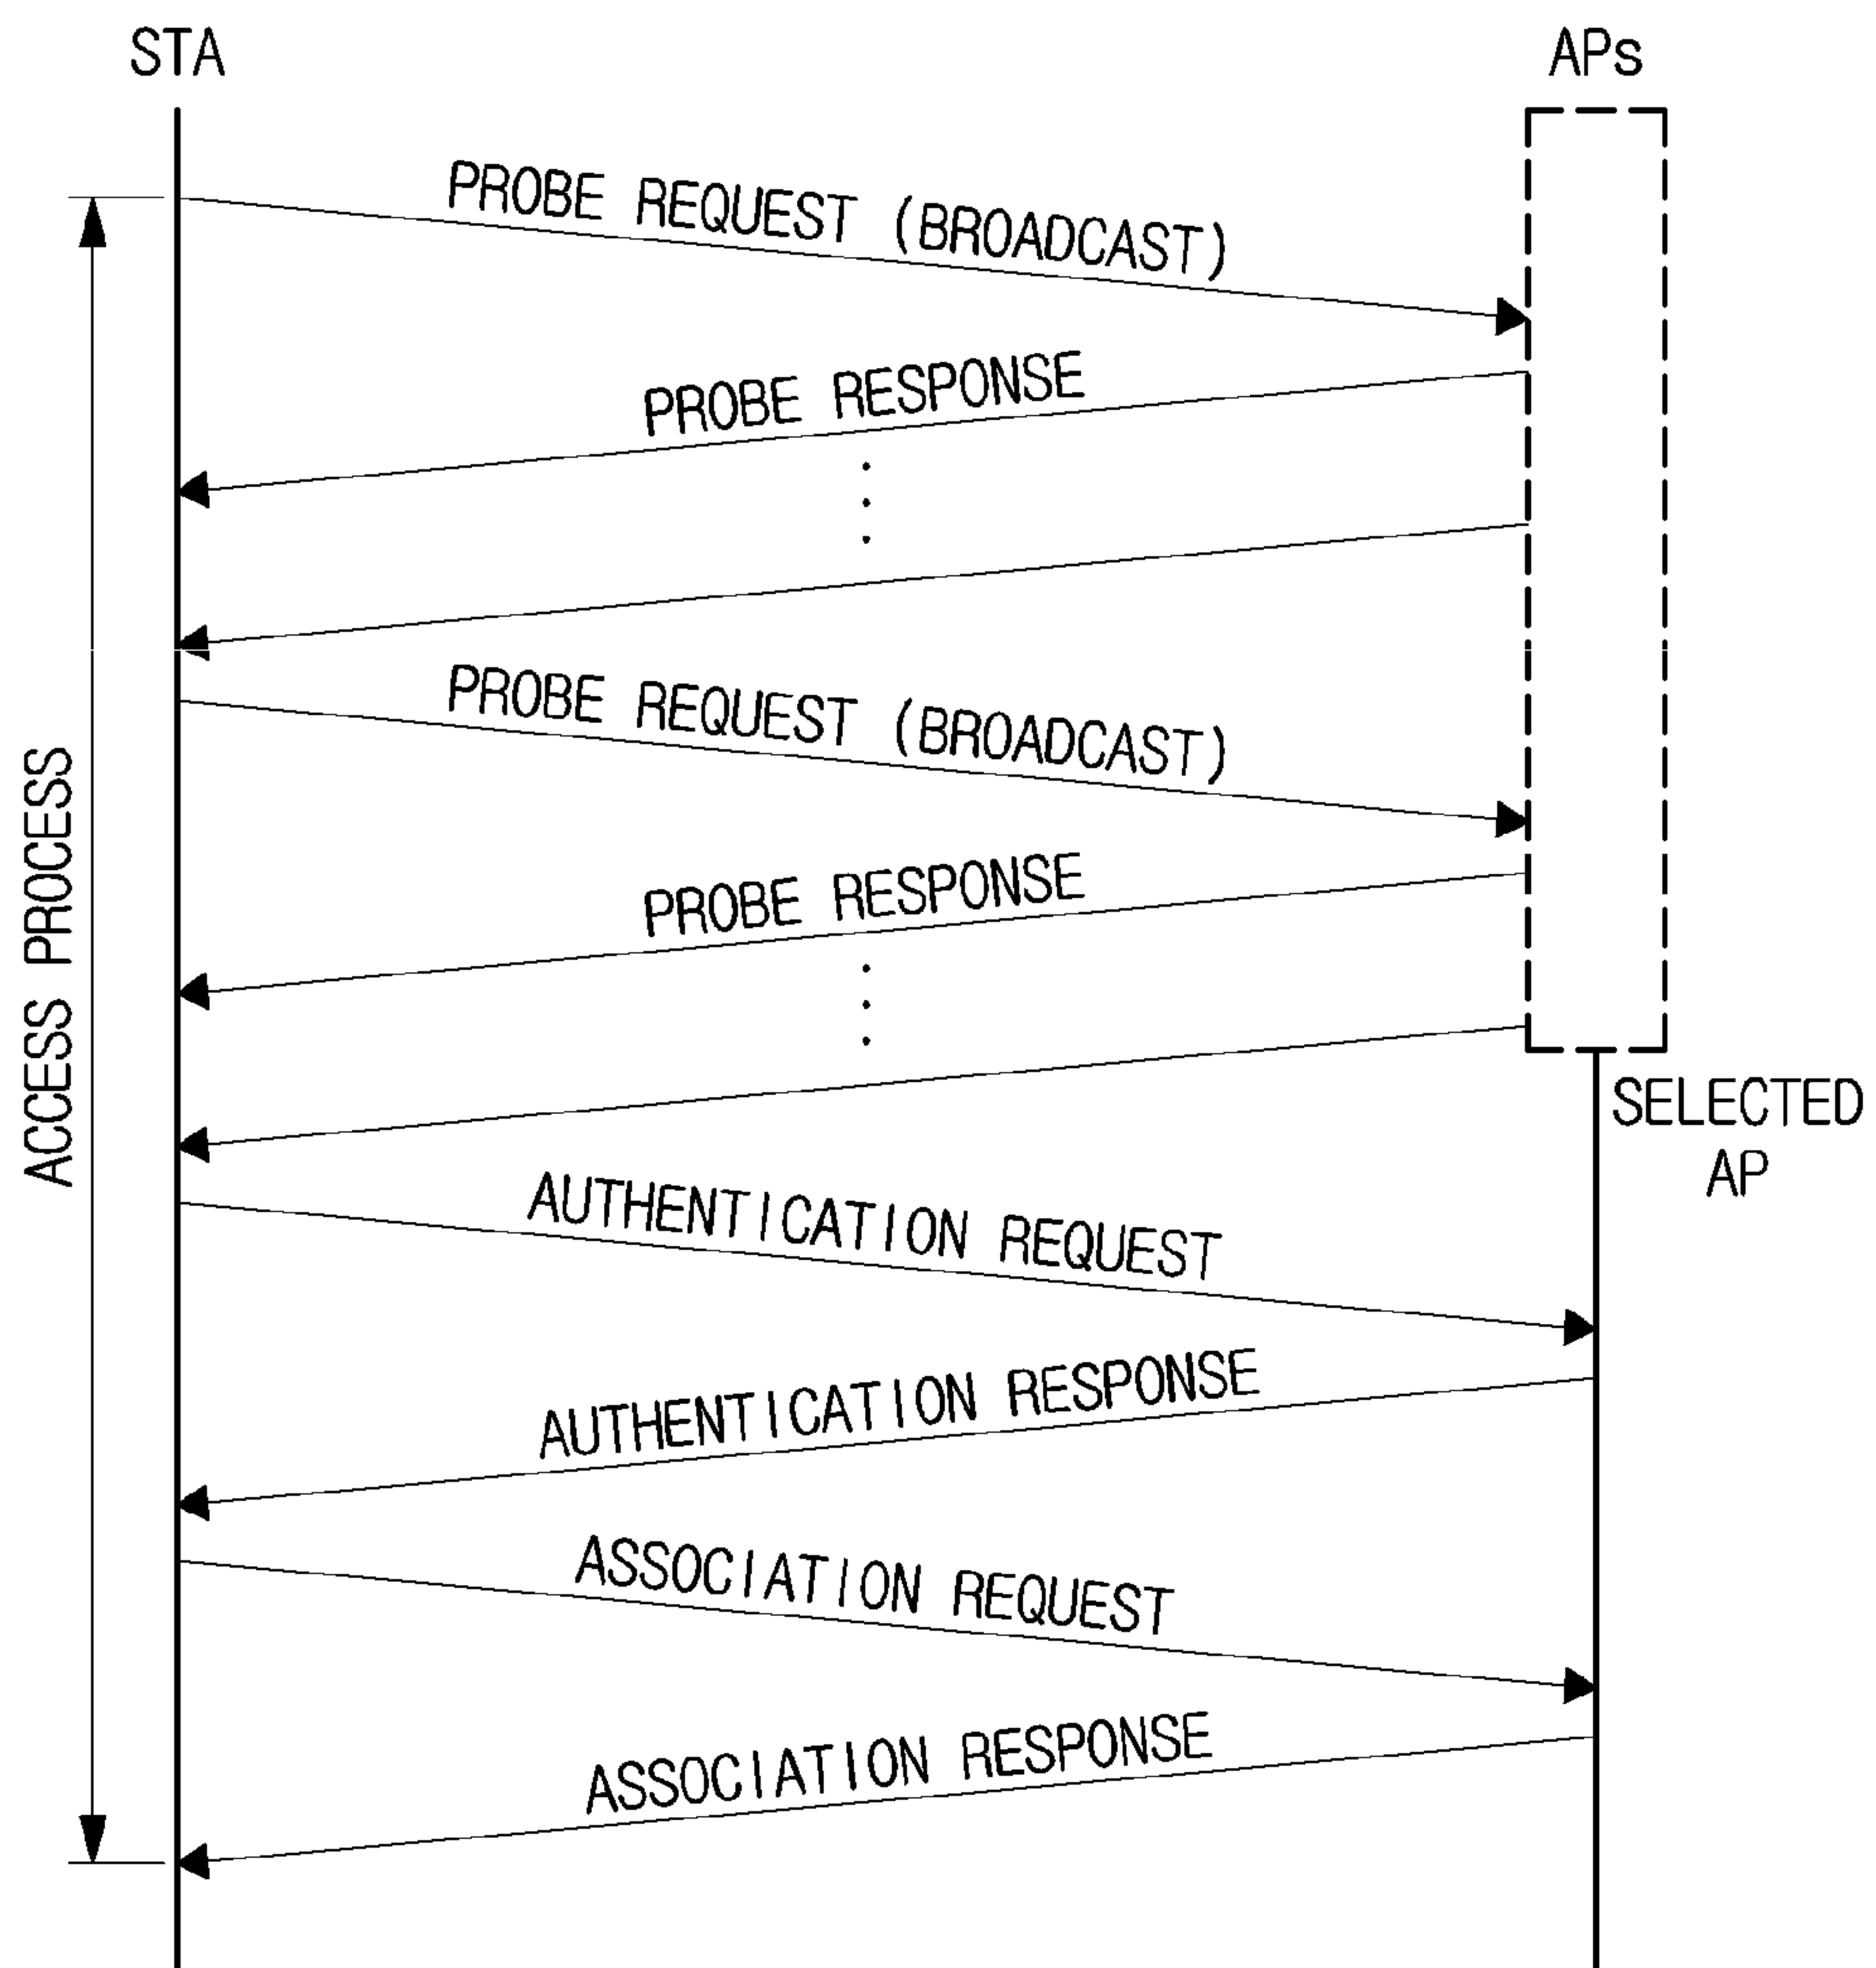 STA
APs
PROBE REQUEST (BROADCAST)
PROBE RESPONSE
PROBE REQUEST (BROADCAST)
PROBE RESPONSE
ACCESS PROCESS
SELECTED
AP
AUTHENTICATION REQUEST
AUTHENTICATION RESPONSE
ASSOCIATION REQUEST
ASSOCIATION RESPONSE